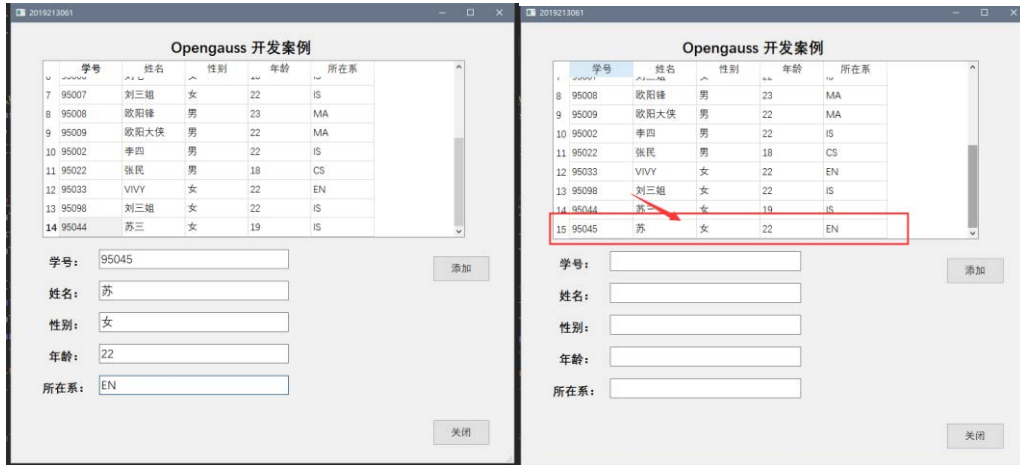 2019213061
Opengauss 开发案例
学号 姓名 性别 年龄 所在系
7 95007 刘三姐 女 22 IS
8 95008 欧阳锋 男 23 MA
9 95009 欧阳大侠 男 22 MA
10 95002 李四 男 22 IS
11 95022 张民 男 18 CS
12 95033 VIVY 女 22 EN
13 95098 刘三姐 女 22 IS
14 95044 苏三 女 19 IS
学号: 95045
添加
姓名: 苏
性别: 女
年龄: 22
所在系: EN
关闭
2019213061
Opengauss 开发案例
学号 姓名 性别 年龄 所在系
8 95008 欧阳锋 男 23 MA
9 95009 欧阳大侠 男 22 MA
10 95002 李四 男 22 IS
11 95022 张民 男 18 CS
12 95033 VIVY 女 22 EN
13 95098 刘三姐 女 22 IS
14 95044 苏三 女 19 IS
15 95045 苏 女 22 EN
学号:
添加
姓名:
性别:
年龄:
所在系:
关闭